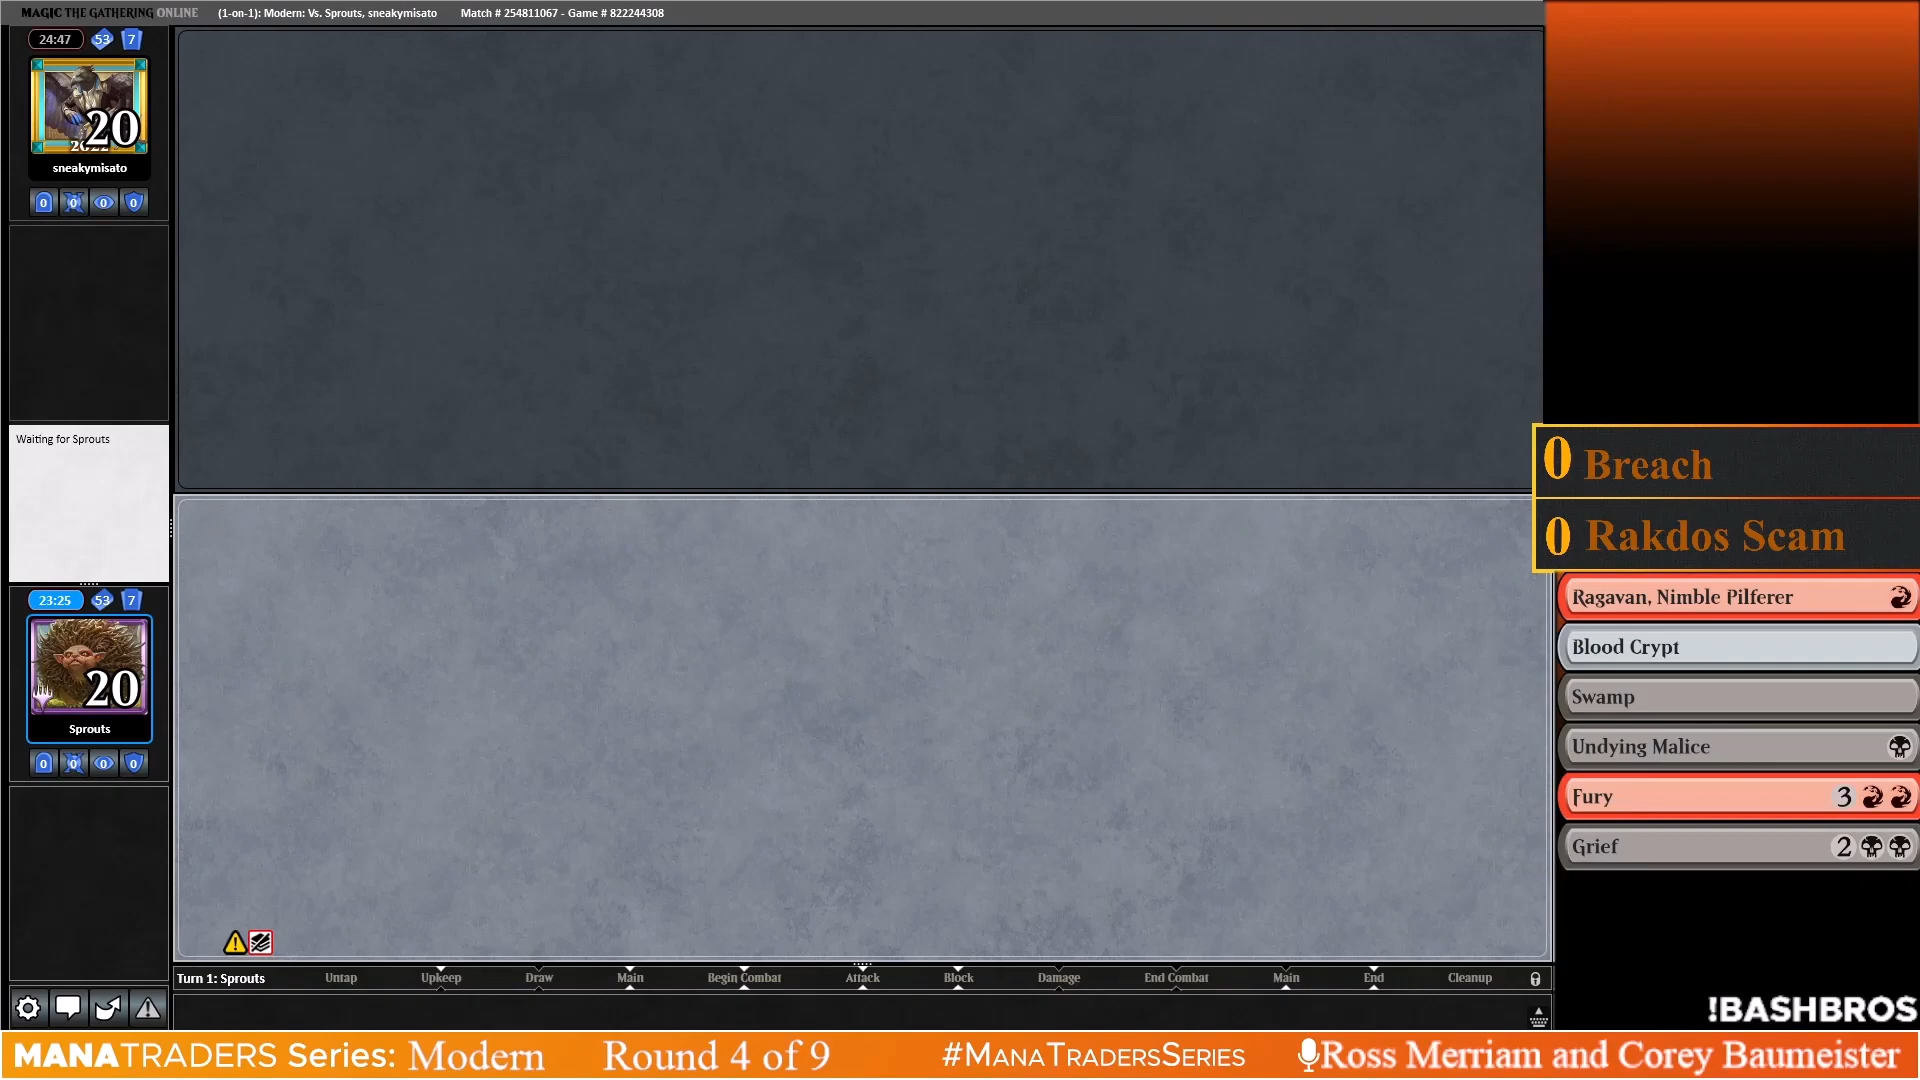 MAGIC THE GATHERING ONLINE (1-on-1): Modern: Vs. Sprouts, sneakymisato Match # 254811067 - Game # 822244308
24:47 53 7
20
sneakymisato
0 0 0 0
Waiting for Sprouts
0 Breach
0 Rakdos Scam
23:25 53 7
20
Sprouts
0 0 0 0
Ragavan, Nimble Pilferer
Blood Crypt
Swamp
Undying Malice
Fury 3
Grief 2
Turn 1: Sprouts Untap Upkeep Draw Main Begin Combat Attack Block Damage End Combat Main End Cleanup
!BASHBROS
MANATRADERS Series: Modern Round 4 of 9 #MANATRADERSSERIES Ross Merriam and Corey Baumeister